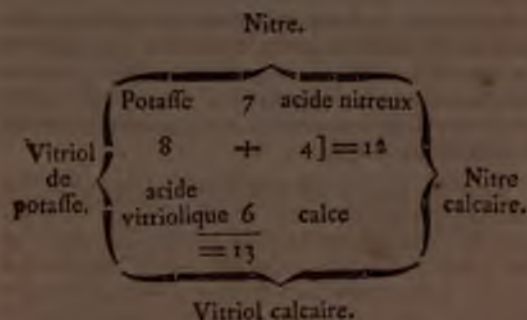 Nitre.
Potaſſe 7 acide nitreux
Vitriol de potaſſe.
8 + 4]=12
Nitre calcaire.
acide vitriolique 6 calce
=13
Vitriol calcaire.